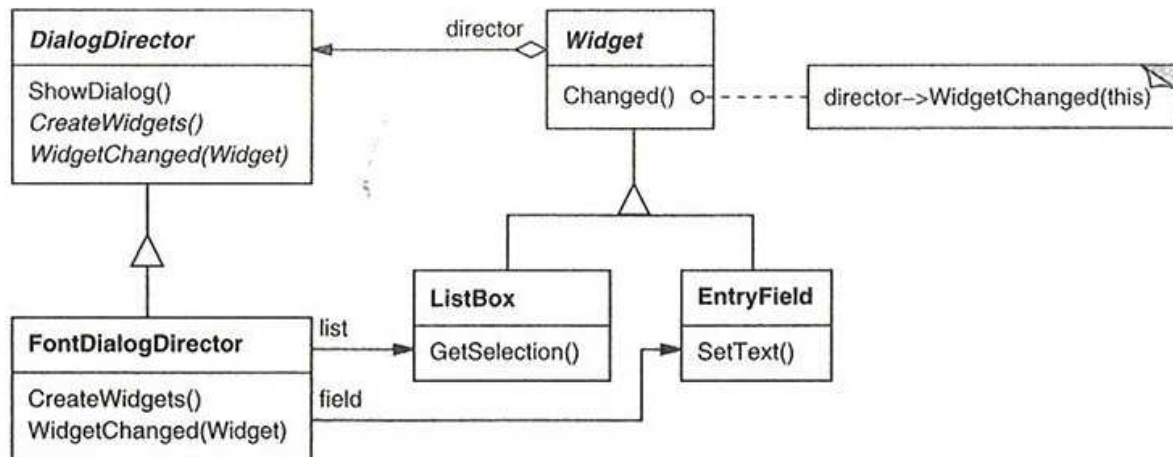 DialogDirector
ShowDialog()
CreateWidgets()
WidgetChanged(Widget)
director
Widget
Changed()
director->WidgetChanged(this)
FontDialogDirector
CreateWidgets()
WidgetChanged(Widget)
list
field
ListBox
GetSelection()
EntryField
SetText()